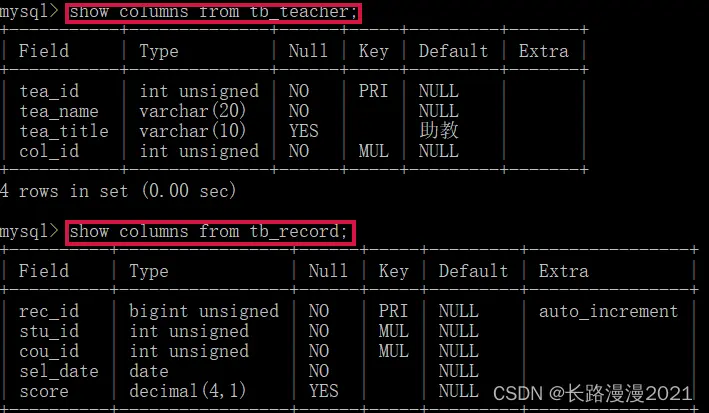 mysql> show columns from tb_teacher;
+------------+--------------+------+-----+---------+-------+
| Field | Type | Null | Key | Default | Extra |
+------------+--------------+------+-----+---------+-------+
| tea_id | int unsigned | NO | PRI | NULL | |
| tea_name | varchar(20) | NO | | NULL | |
| tea_title | varchar(10) | YES | | 助教 | |
| col_id | int unsigned | NO | MUL | NULL | |
+------------+--------------+------+-----+---------+-------+
4 rows in set (0.00 sec)
mysql> show columns from tb_record;
+----------+-----------------+------+-----+---------+----------------+
| Field | Type | Null | Key | Default | Extra |
+----------+-----------------+------+-----+---------+----------------+
| rec_id | bigint unsigned | NO | PRI | NULL | auto_increment |
| stu_id | int unsigned | NO | MUL | NULL | |
| cou_id | int unsigned | NO | MUL | NULL | |
| sel_date | date | NO | | NULL | |
| score | decimal(4,1) | YES | | NULL | |
CSDN @长路漫漫2021
+----------+-----------------+------+-----+---------+----------------+